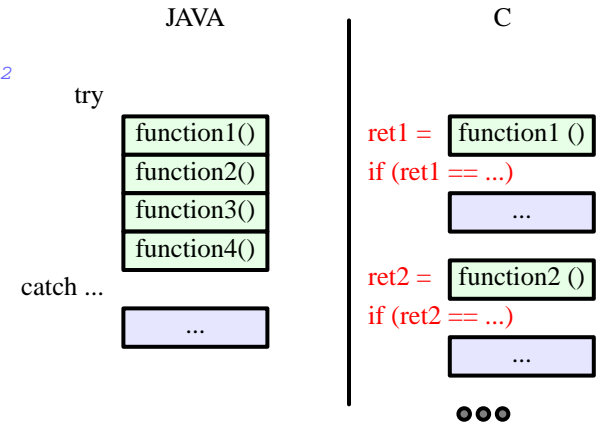 JAVA
2
try
function1()
function2()
function3()
function4()
catch ...
...
C
ret1 = function1 ()
if (ret1 == ...)
...
ret2 = function2 ()
if (ret2 == ...)
...